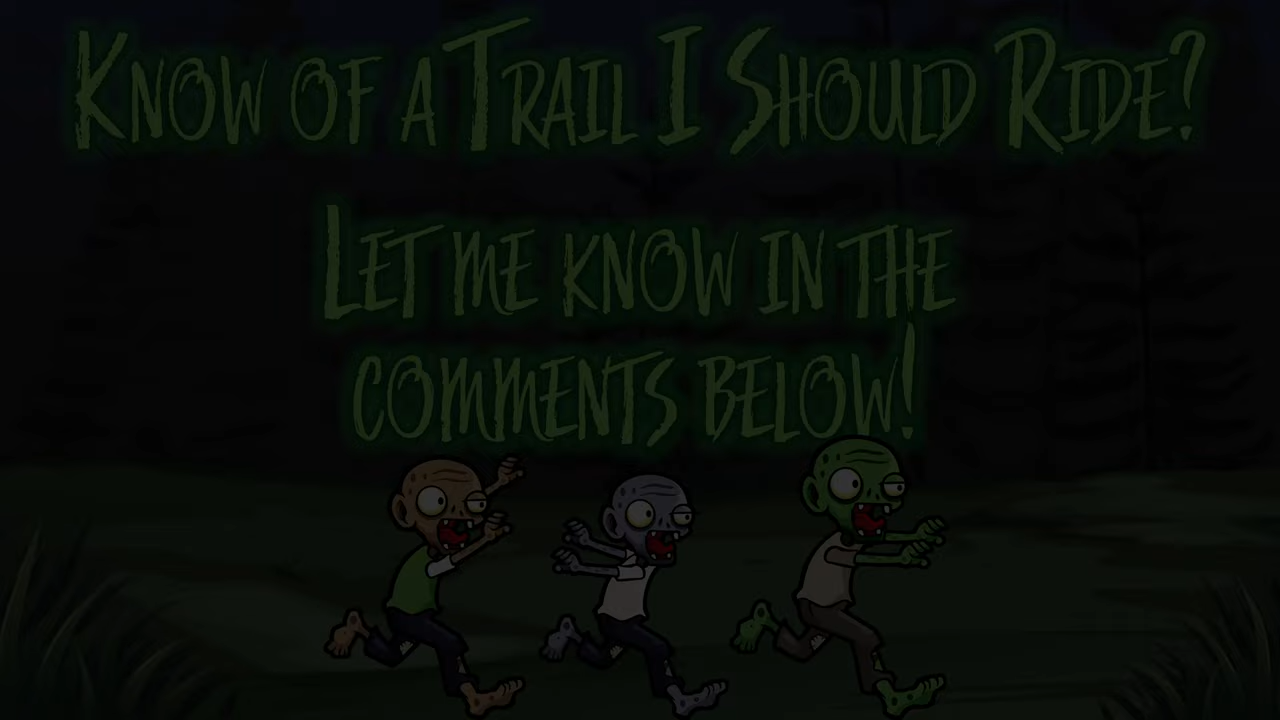 Know of a Trail I Should Ride?
Let me know in the
comments below!